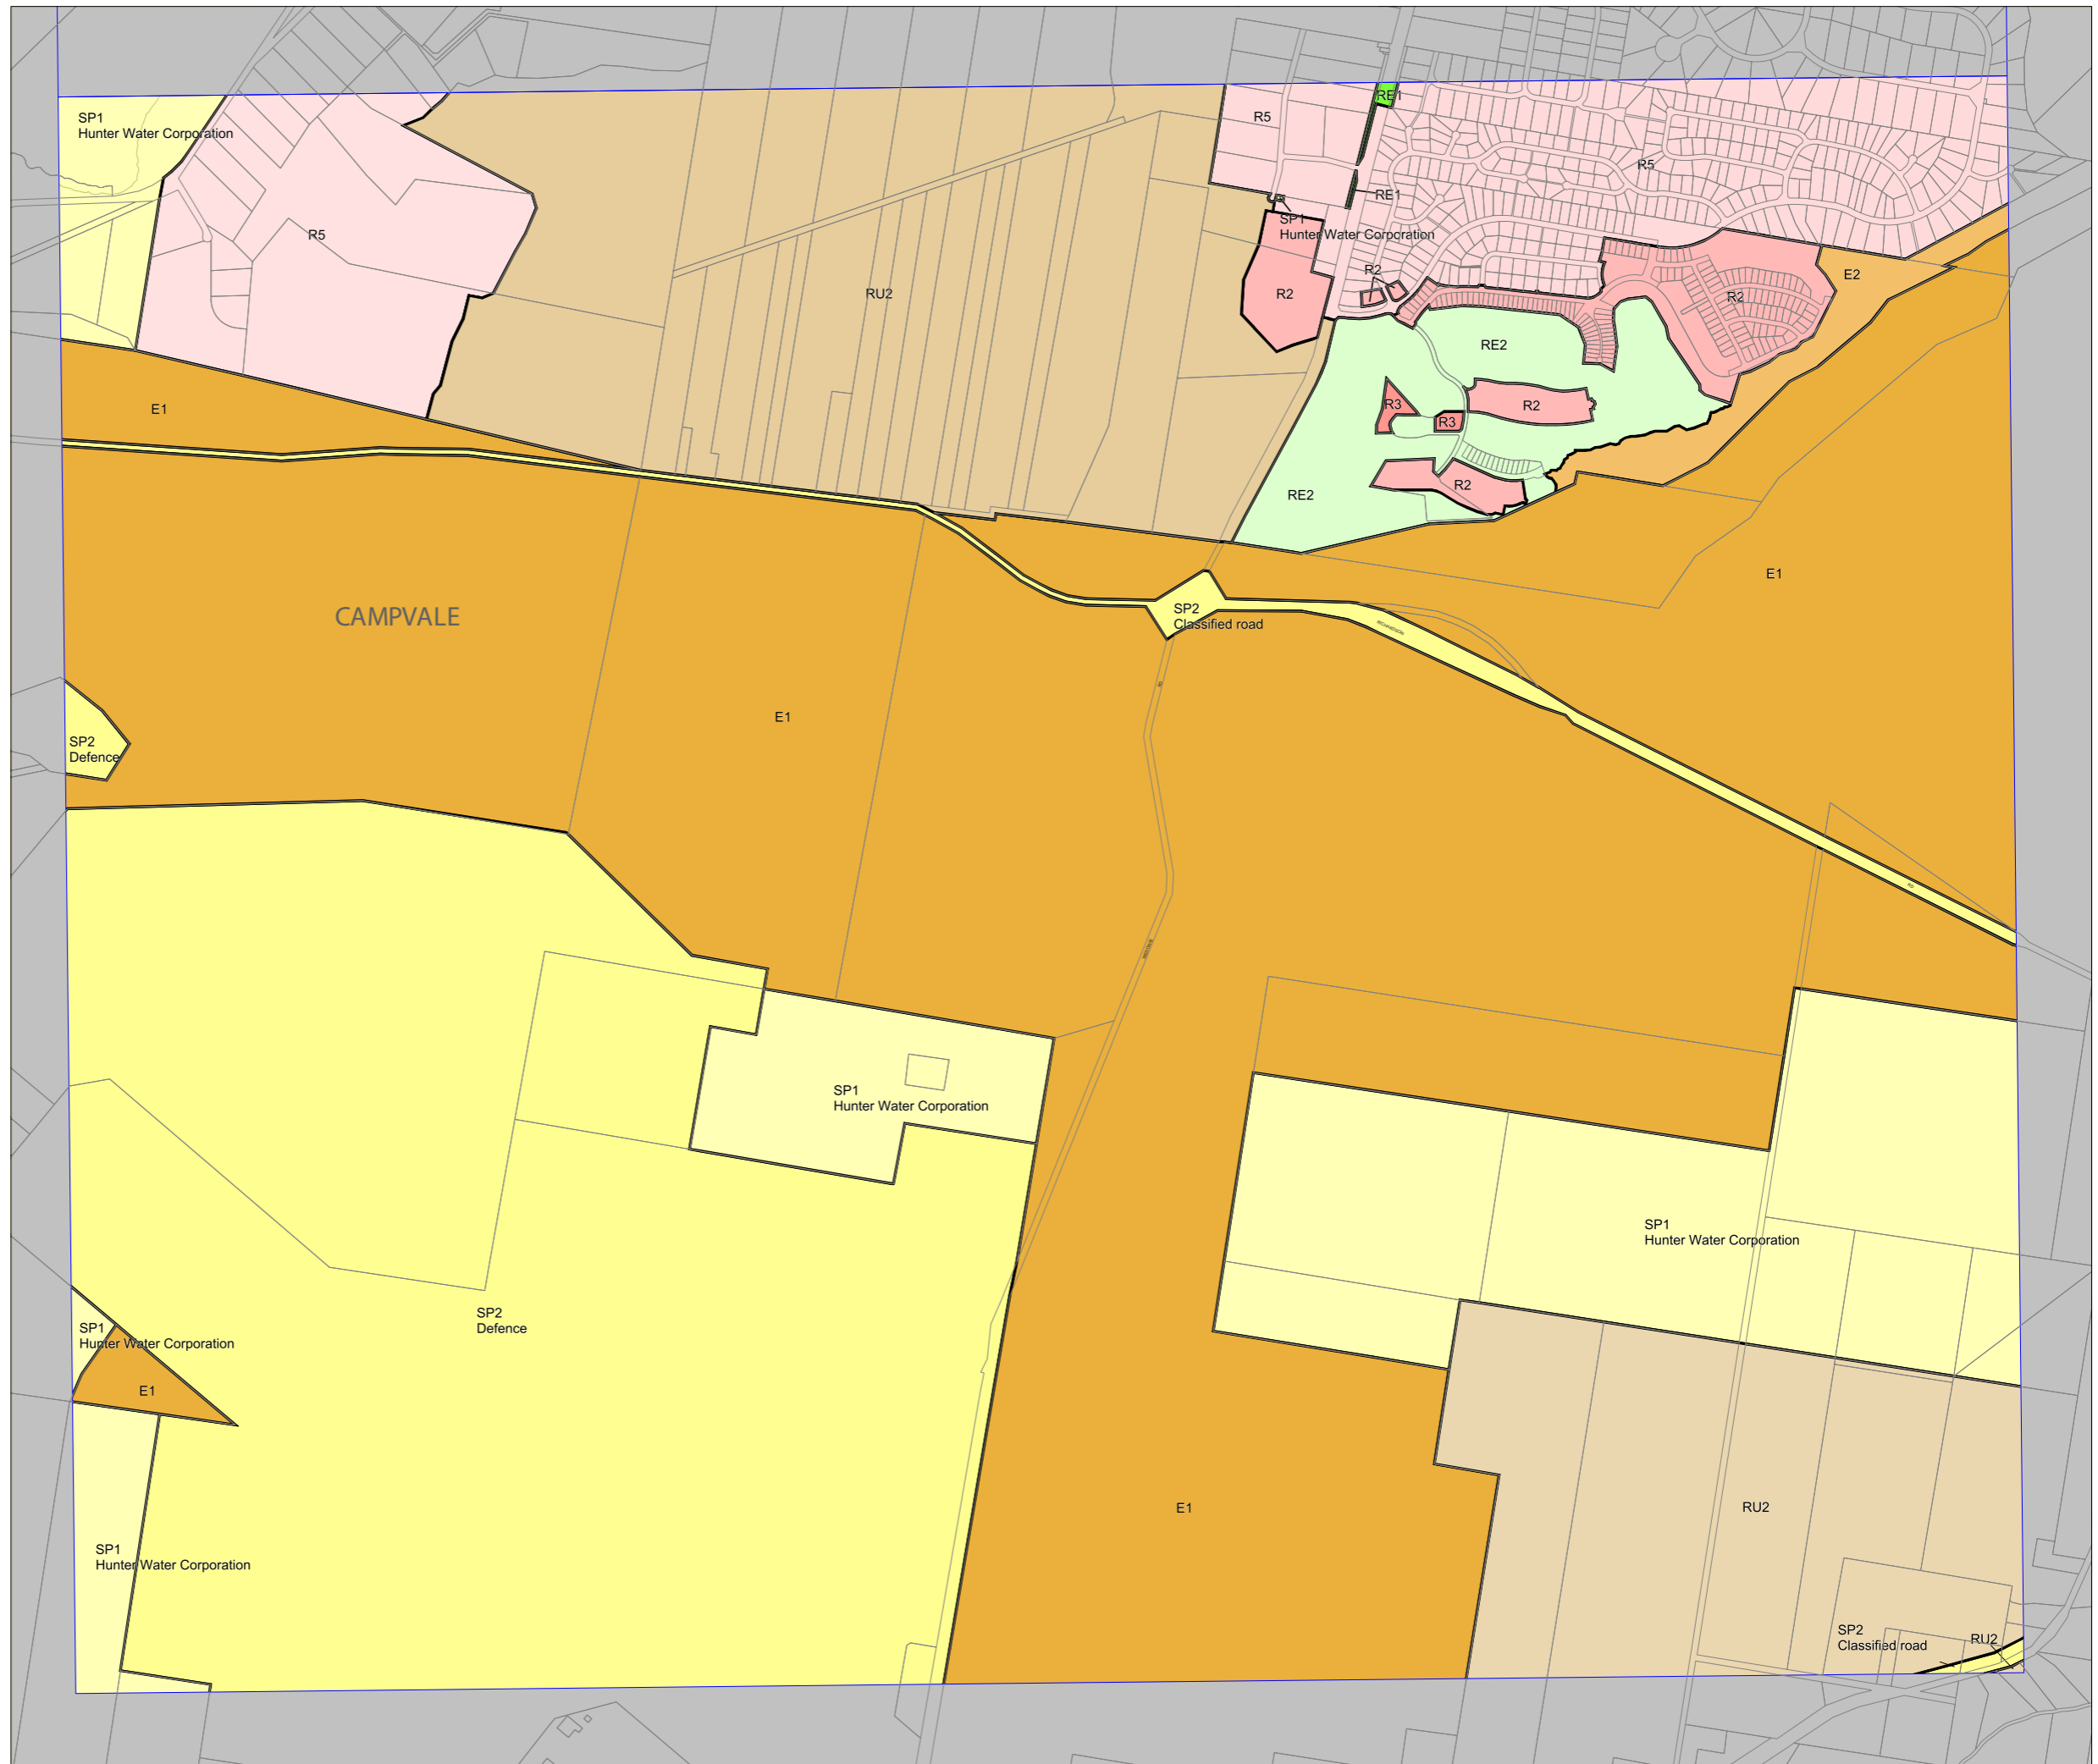 RE1
SP1
Hunter Water Corporation
R5
R5
RE1
SP1
Hunter Water Corporation
R5
R2
E2
RU2
R2
R2
RE2
E1
R3
R2
R3
R2
RE2
E1
CAMPVALE
SP2
Classified road
RICHARDSON
RD
E1
SP2
Defence
RD
SP1
Hunter Water Corporation
SP1
Hunter Water Corporation
SP2
Defence
SP1
Hunter Water Corporation
E1
E1
RU2
SP1
Hunter Water Corporation
SP2
Classified road
RU2